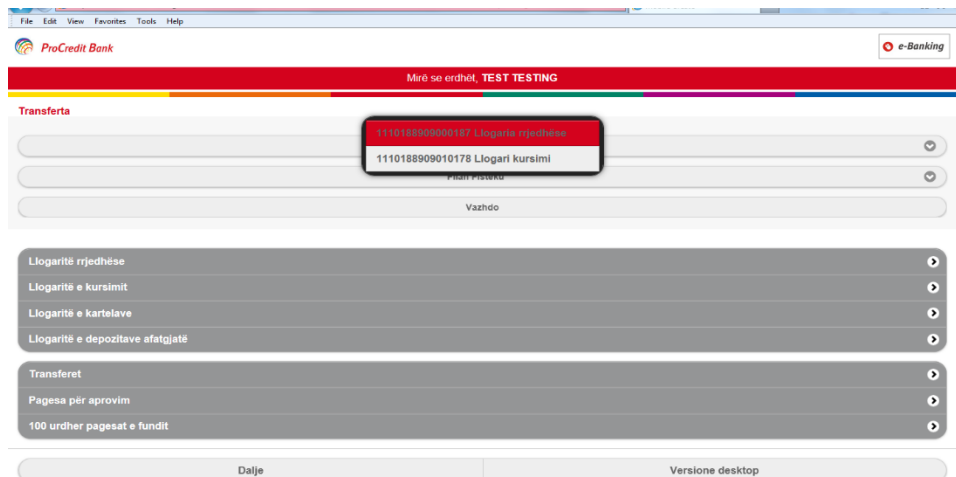 File Edit View Favorites Tools Help
ProCredit Bank
e-Banking
Mirë se erdhët, TEST TESTING
Transferta
1110188909000187 Llogaria rrjedhëse
1110188909010178 Llogari kursimi
Filan Fisteku
Vazhdo
Llogaritë rrjedhëse
Llogaritë e kursimit
Llogaritë e kartelave
Llogaritë e depozitave afatgjatë
Transferet
Pagesa për aprovim
100 urdher pagesat e fundit
Dalje
Versione desktop